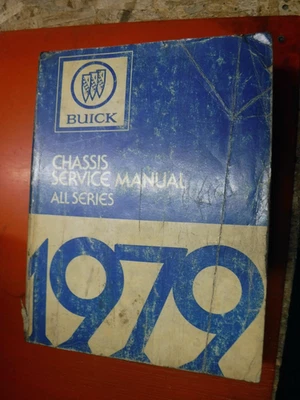 BUICK
CHASSIS
SERVICE MANUAL
ALL SERIES
1979